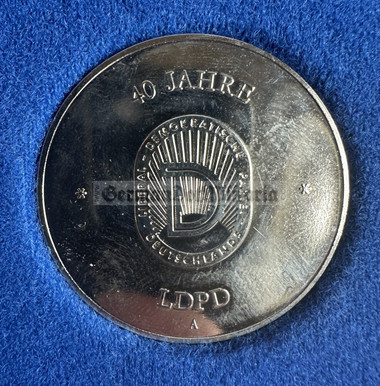 40 JAHRE
LIBERAL-DEMOKRATISCHE PARTEI
DEUTSCHLANDS
D
LDPD
A